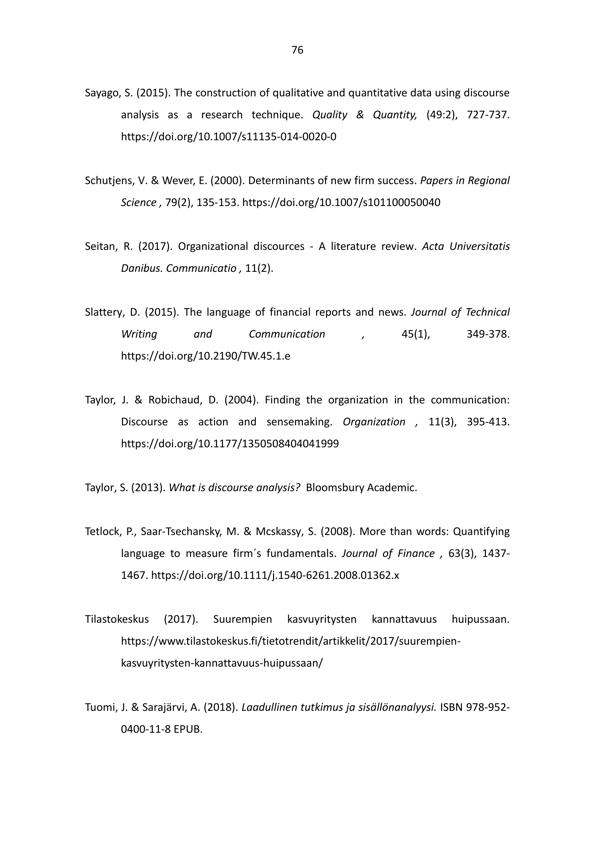 76
Sayago, S. (2015). The construction of qualitative and quantitative data using discourse
analysis as a research technique. Quality & Quantity, (49:2), 727-737.
https://doi.org/10.1007/s11135-014-0020-0
Schutjens, V. & Wever, E. (2000). Determinants of new firm success. Papers in Regional
Science , 79(2), 135-153. https://doi.org/10.1007/s101100050040
Seitan, R. (2017). Organizational discources - A literature review. Acta Universitatis
Danibus. Communicatio , 11(2).
Slattery, D. (2015). The language of financial reports and news. Journal of Technical
Writing and Communication , 45(1), 349-378.
https://doi.org/10.2190/TW.45.1.e
Taylor, J. & Robichaud, D. (2004). Finding the organization in the communication:
Discourse as action and sensemaking. Organization , 11(3), 395-413.
https://doi.org/10.1177/1350508404041999
Taylor, S. (2013). What is discourse analysis? Bloomsbury Academic.
Tetlock, P., Saar-Tsechansky, M. & Mcskassy, S. (2008). More than words: Quantifying
language to measure firm´s fundamentals. Journal of Finance , 63(3), 1437-
1467. https://doi.org/10.1111/j.1540-6261.2008.01362.x
Tilastokeskus (2017). Suurempien kasvuyritysten kannattavuus huipussaan.
https://www.tilastokeskus.fi/tietotrendit/artikkelit/2017/suurempien-
kasvuyritysten-kannattavuus-huipussaan/
Tuomi, J. & Sarajärvi, A. (2018). Laadullinen tutkimus ja sisällönanalyysi. ISBN 978-952-
0400-11-8 EPUB.